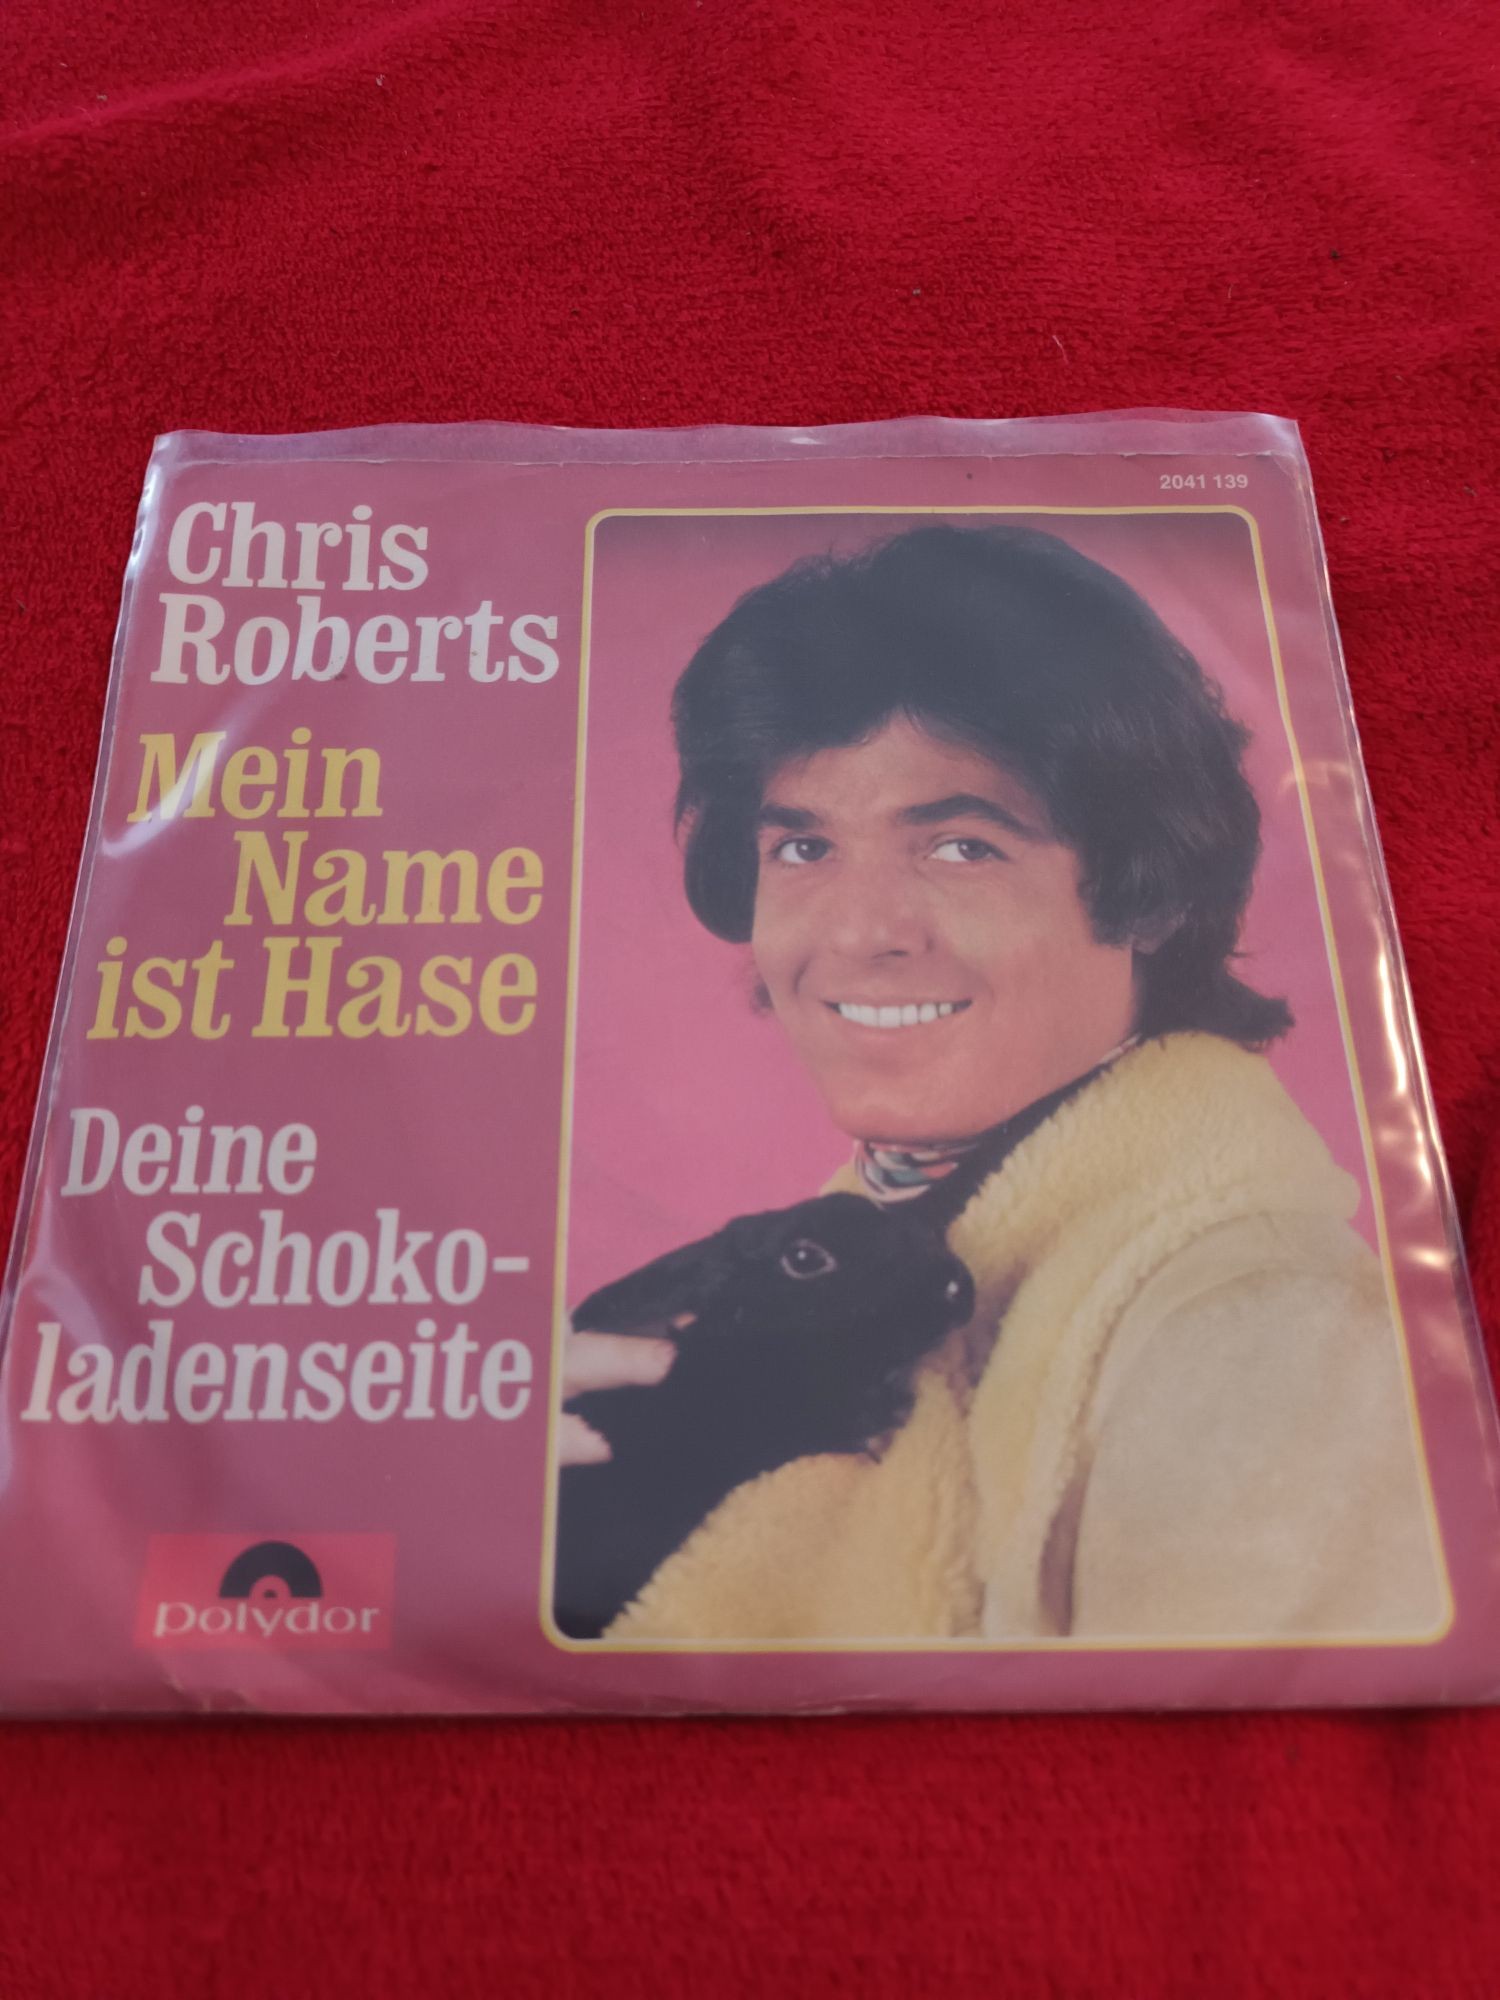 2041 139
Chris
Roberts
Mein
Name
ist Hase
Deine
Schoko-
ladenseite
polydor